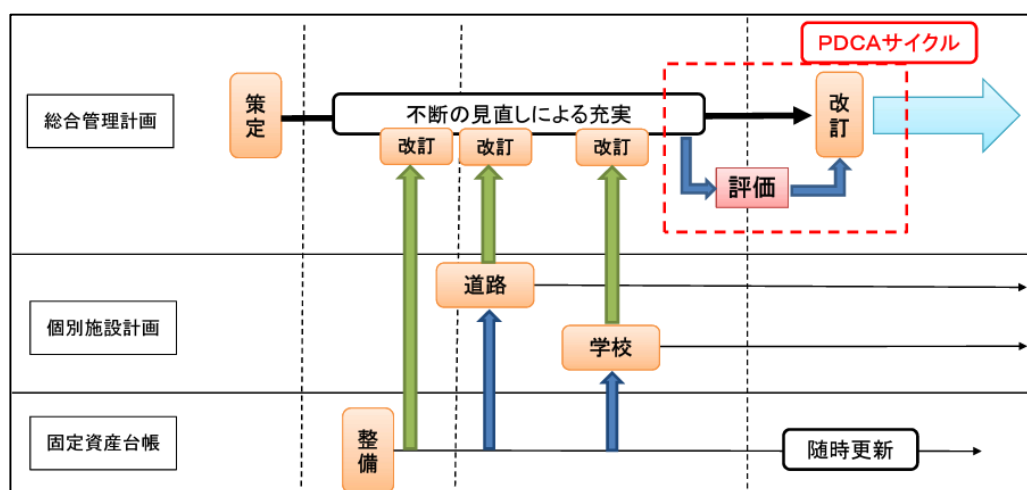 PDCAサイクル
総合管理計画
策定
不断の見直しによる充実
改訂
改訂
改訂
改訂
評価
個別施設計画
道路
学校
固定資産台帳
整備
随時更新